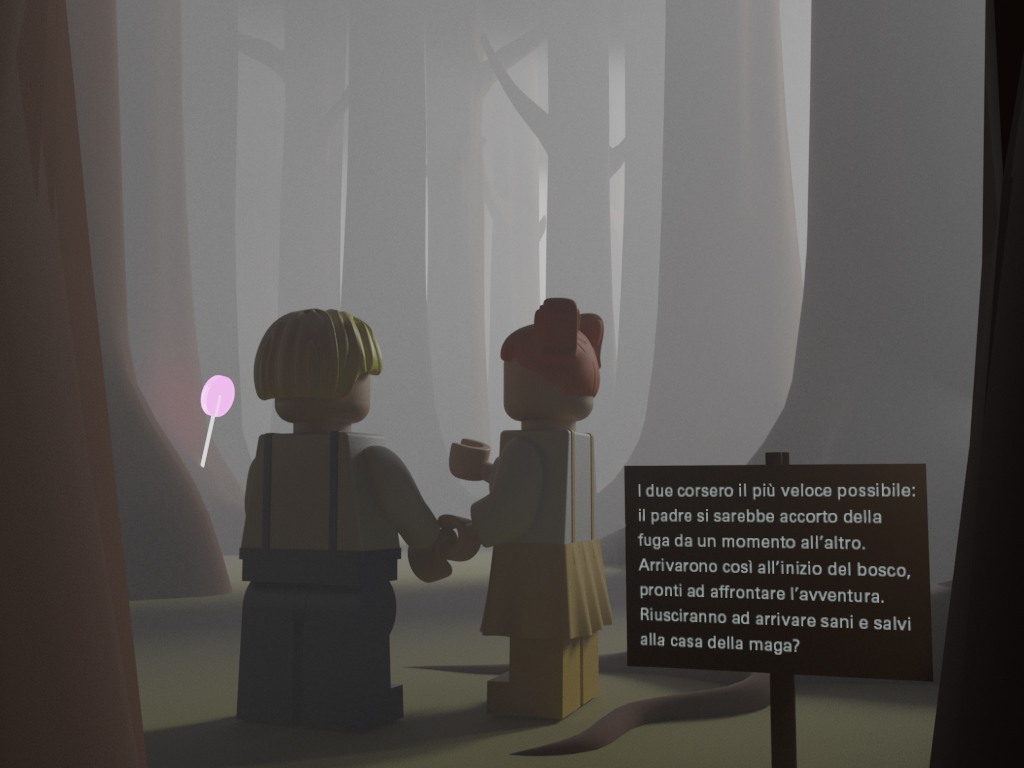 I due corsero il più veloce possibile:
il padre si sarebbe accorto della
fuga da un momento all'altro.
Arrivarono così all'inizio del bosco,
pronti ad affrontare l'avventura.
Riusciranno ad arrivare sani e salvi
alla casa della maga?